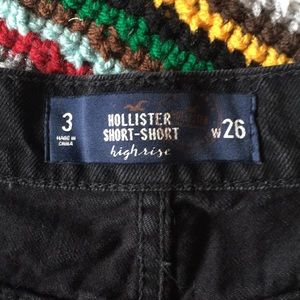 3
MADE IN
CHINA
HOLLISTER
SHORT-SHORT
highrise
W26